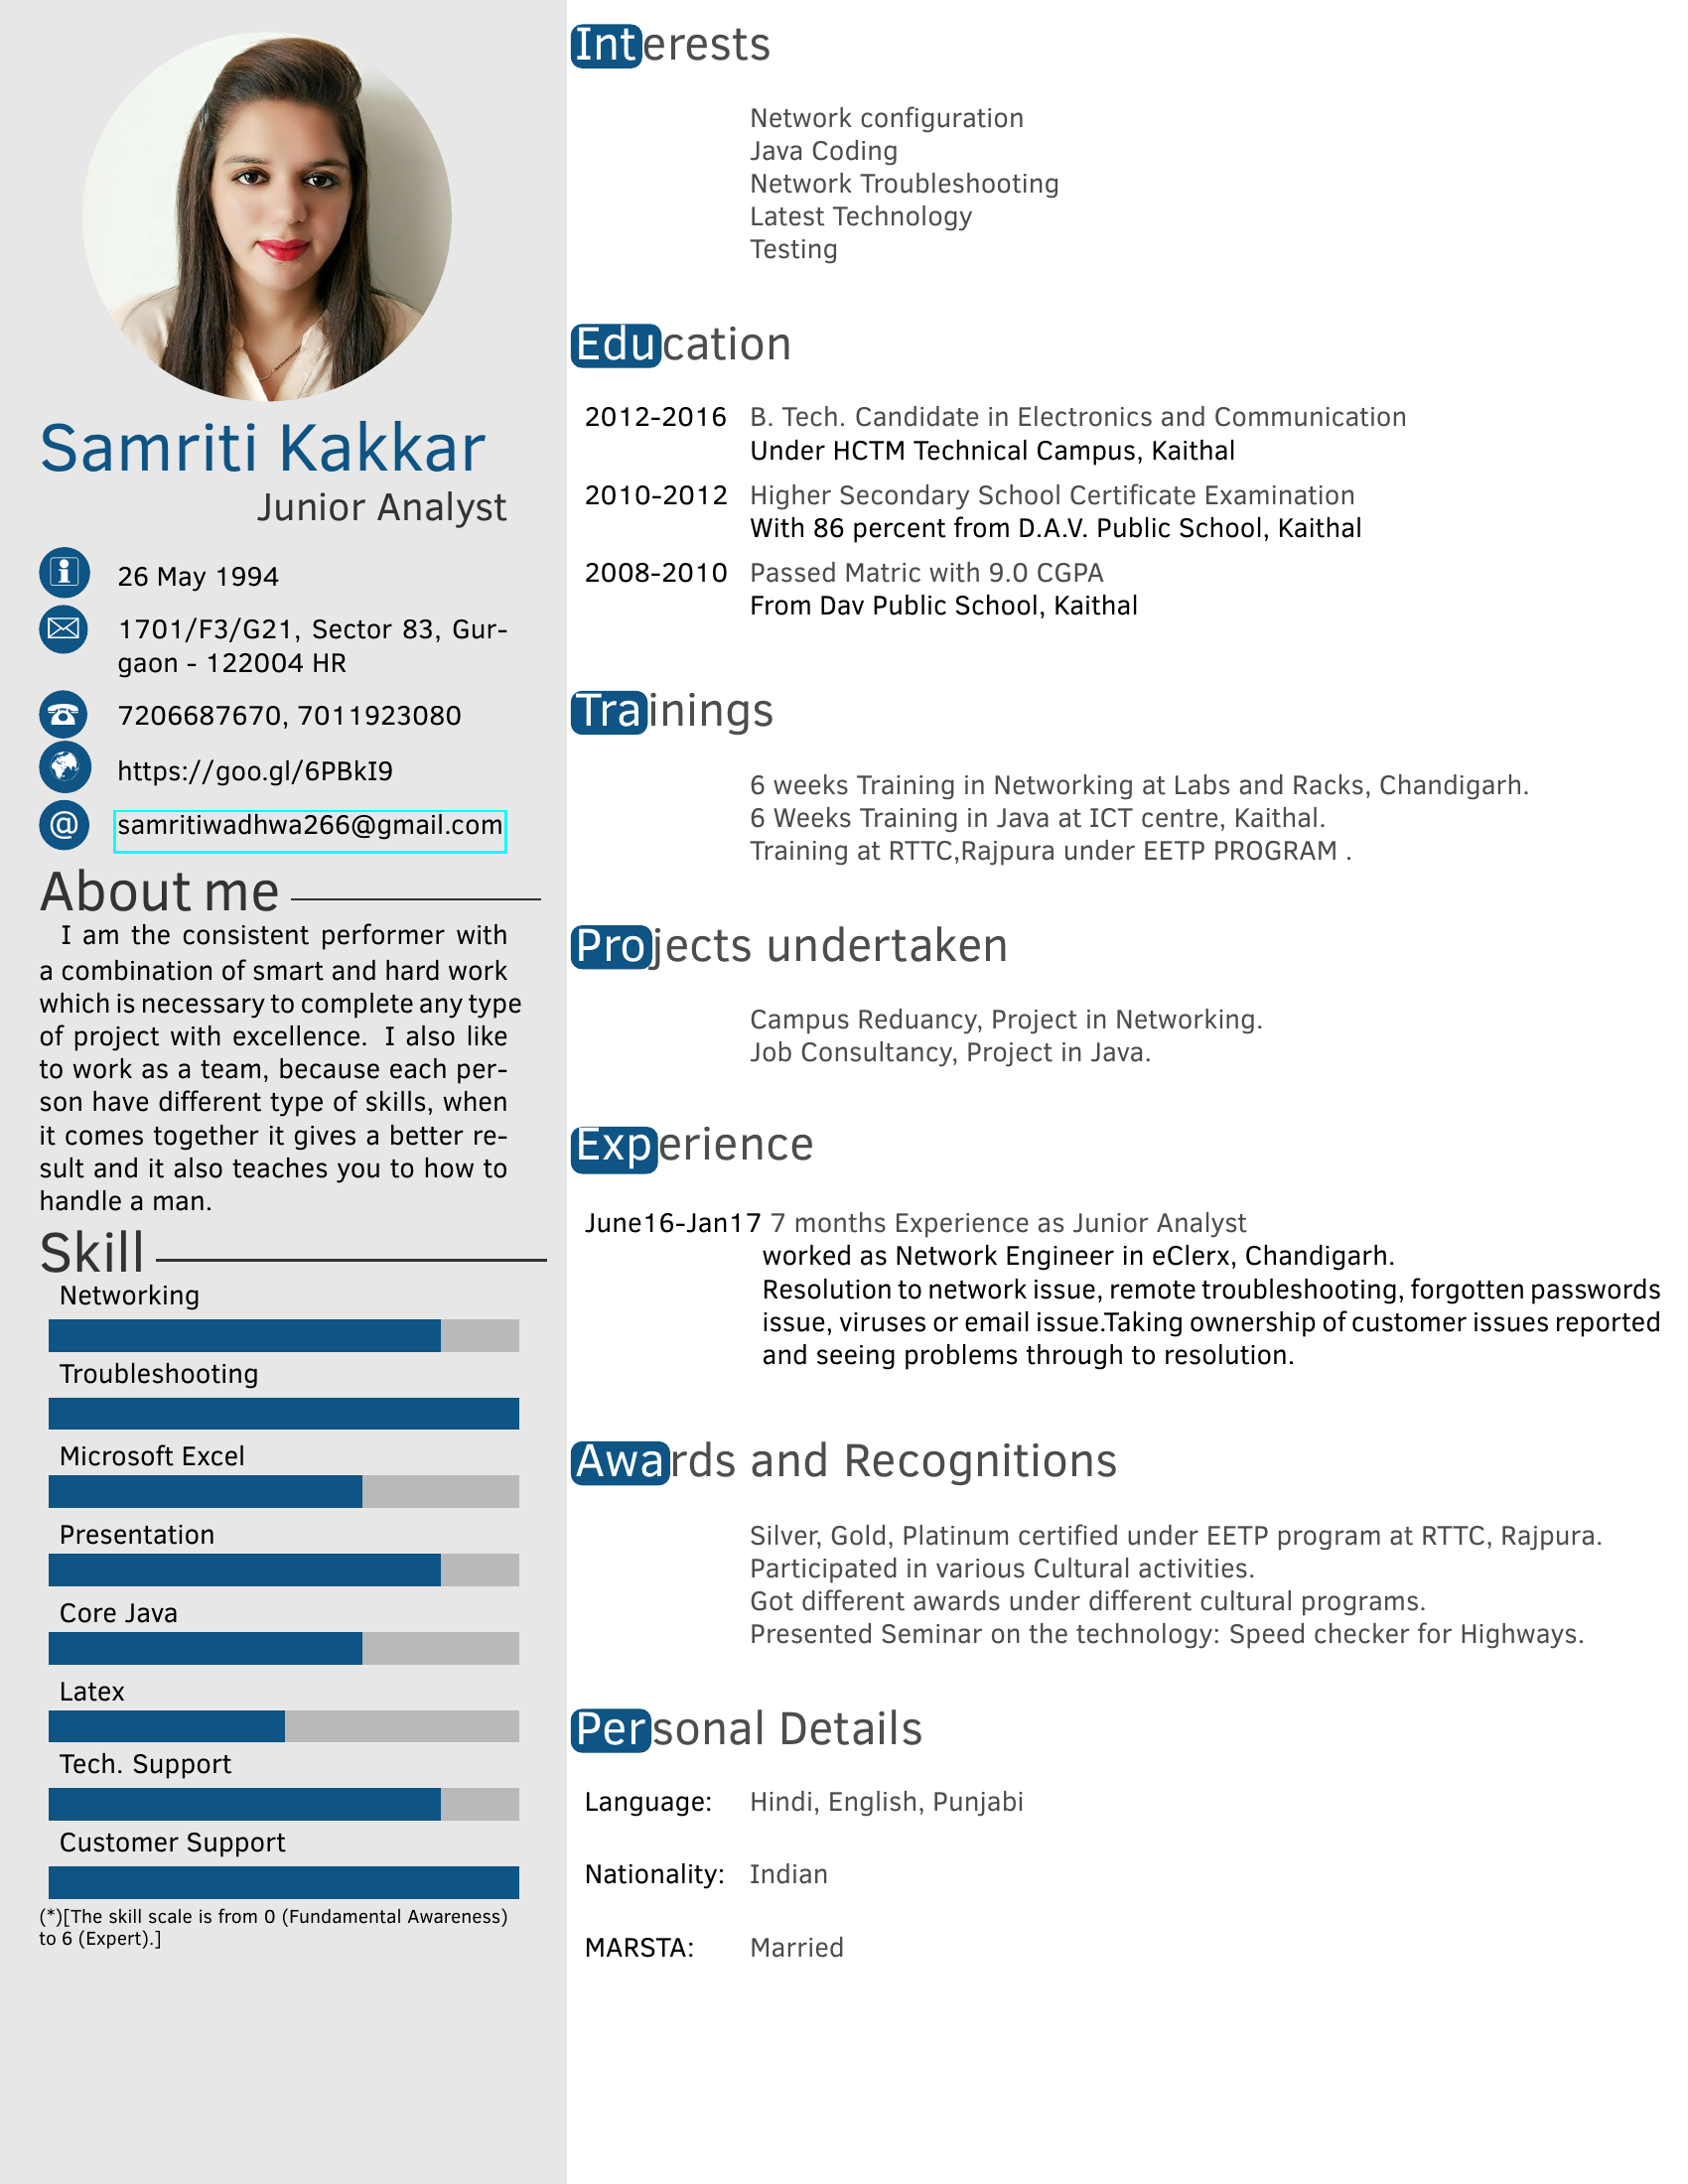 Samriti Kakkar
Junior Analyst
26 May 1994
1701/F3/G21, Sector 83, Gur-
gaon - 122004 HR
7206687670, 7011923080
https://goo.gl/6PBkI9
@ samritiwadhwa266@gmail.com
About me
I am the consistent performer with
a combination of smart and hard work
which is necessary to complete any type
of project with excellence. I also like
to work as a team, because each per-
son have different type of skills, when
it comes together it gives a better re-
sult and it also teaches you to how to
handle a man.
Skill
Networking
Troubleshooting
Microsoft Excel
Presentation
Core Java
Latex
Tech. Support
Customer Support
(*)[The skill scale is from 0 (Fundamental Awareness)
to 6 (Expert).]
Interests
Network configuration
Java Coding
Network Troubleshooting
Latest Technology
Testing
Education
2012-2016 B. Tech. Candidate in Electronics and Communication
Under HCTM Technical Campus, Kaithal
2010-2012 Higher Secondary School Certificate Examination
With 86 percent from D.A.V. Public School, Kaithal
2008-2010 Passed Matric with 9.0 CGPA
From Dav Public School, Kaithal
Trainings
6 weeks Training in Networking at Labs and Racks, Chandigarh.
6 Weeks Training in Java at ICT centre, Kaithal.
Training at RTTC,Rajpura under EETP PROGRAM .
Projects undertaken
Campus Reduancy, Project in Networking.
Job Consultancy, Project in Java.
Experience
June16-Jan17 7 months Experience as Junior Analyst
worked as Network Engineer in eClerx, Chandigarh.
Resolution to network issue, remote troubleshooting, forgotten passwords
issue, viruses or email issue.Taking ownership of customer issues reported
and seeing problems through to resolution.
Awards and Recognitions
Silver, Gold, Platinum certified under EETP program at RTTC, Rajpura.
Participated in various Cultural activities.
Got different awards under different cultural programs.
Presented Seminar on the technology: Speed checker for Highways.
Personal Details
Language: Hindi, English, Punjabi
Nationality: Indian
MARSTA: Married